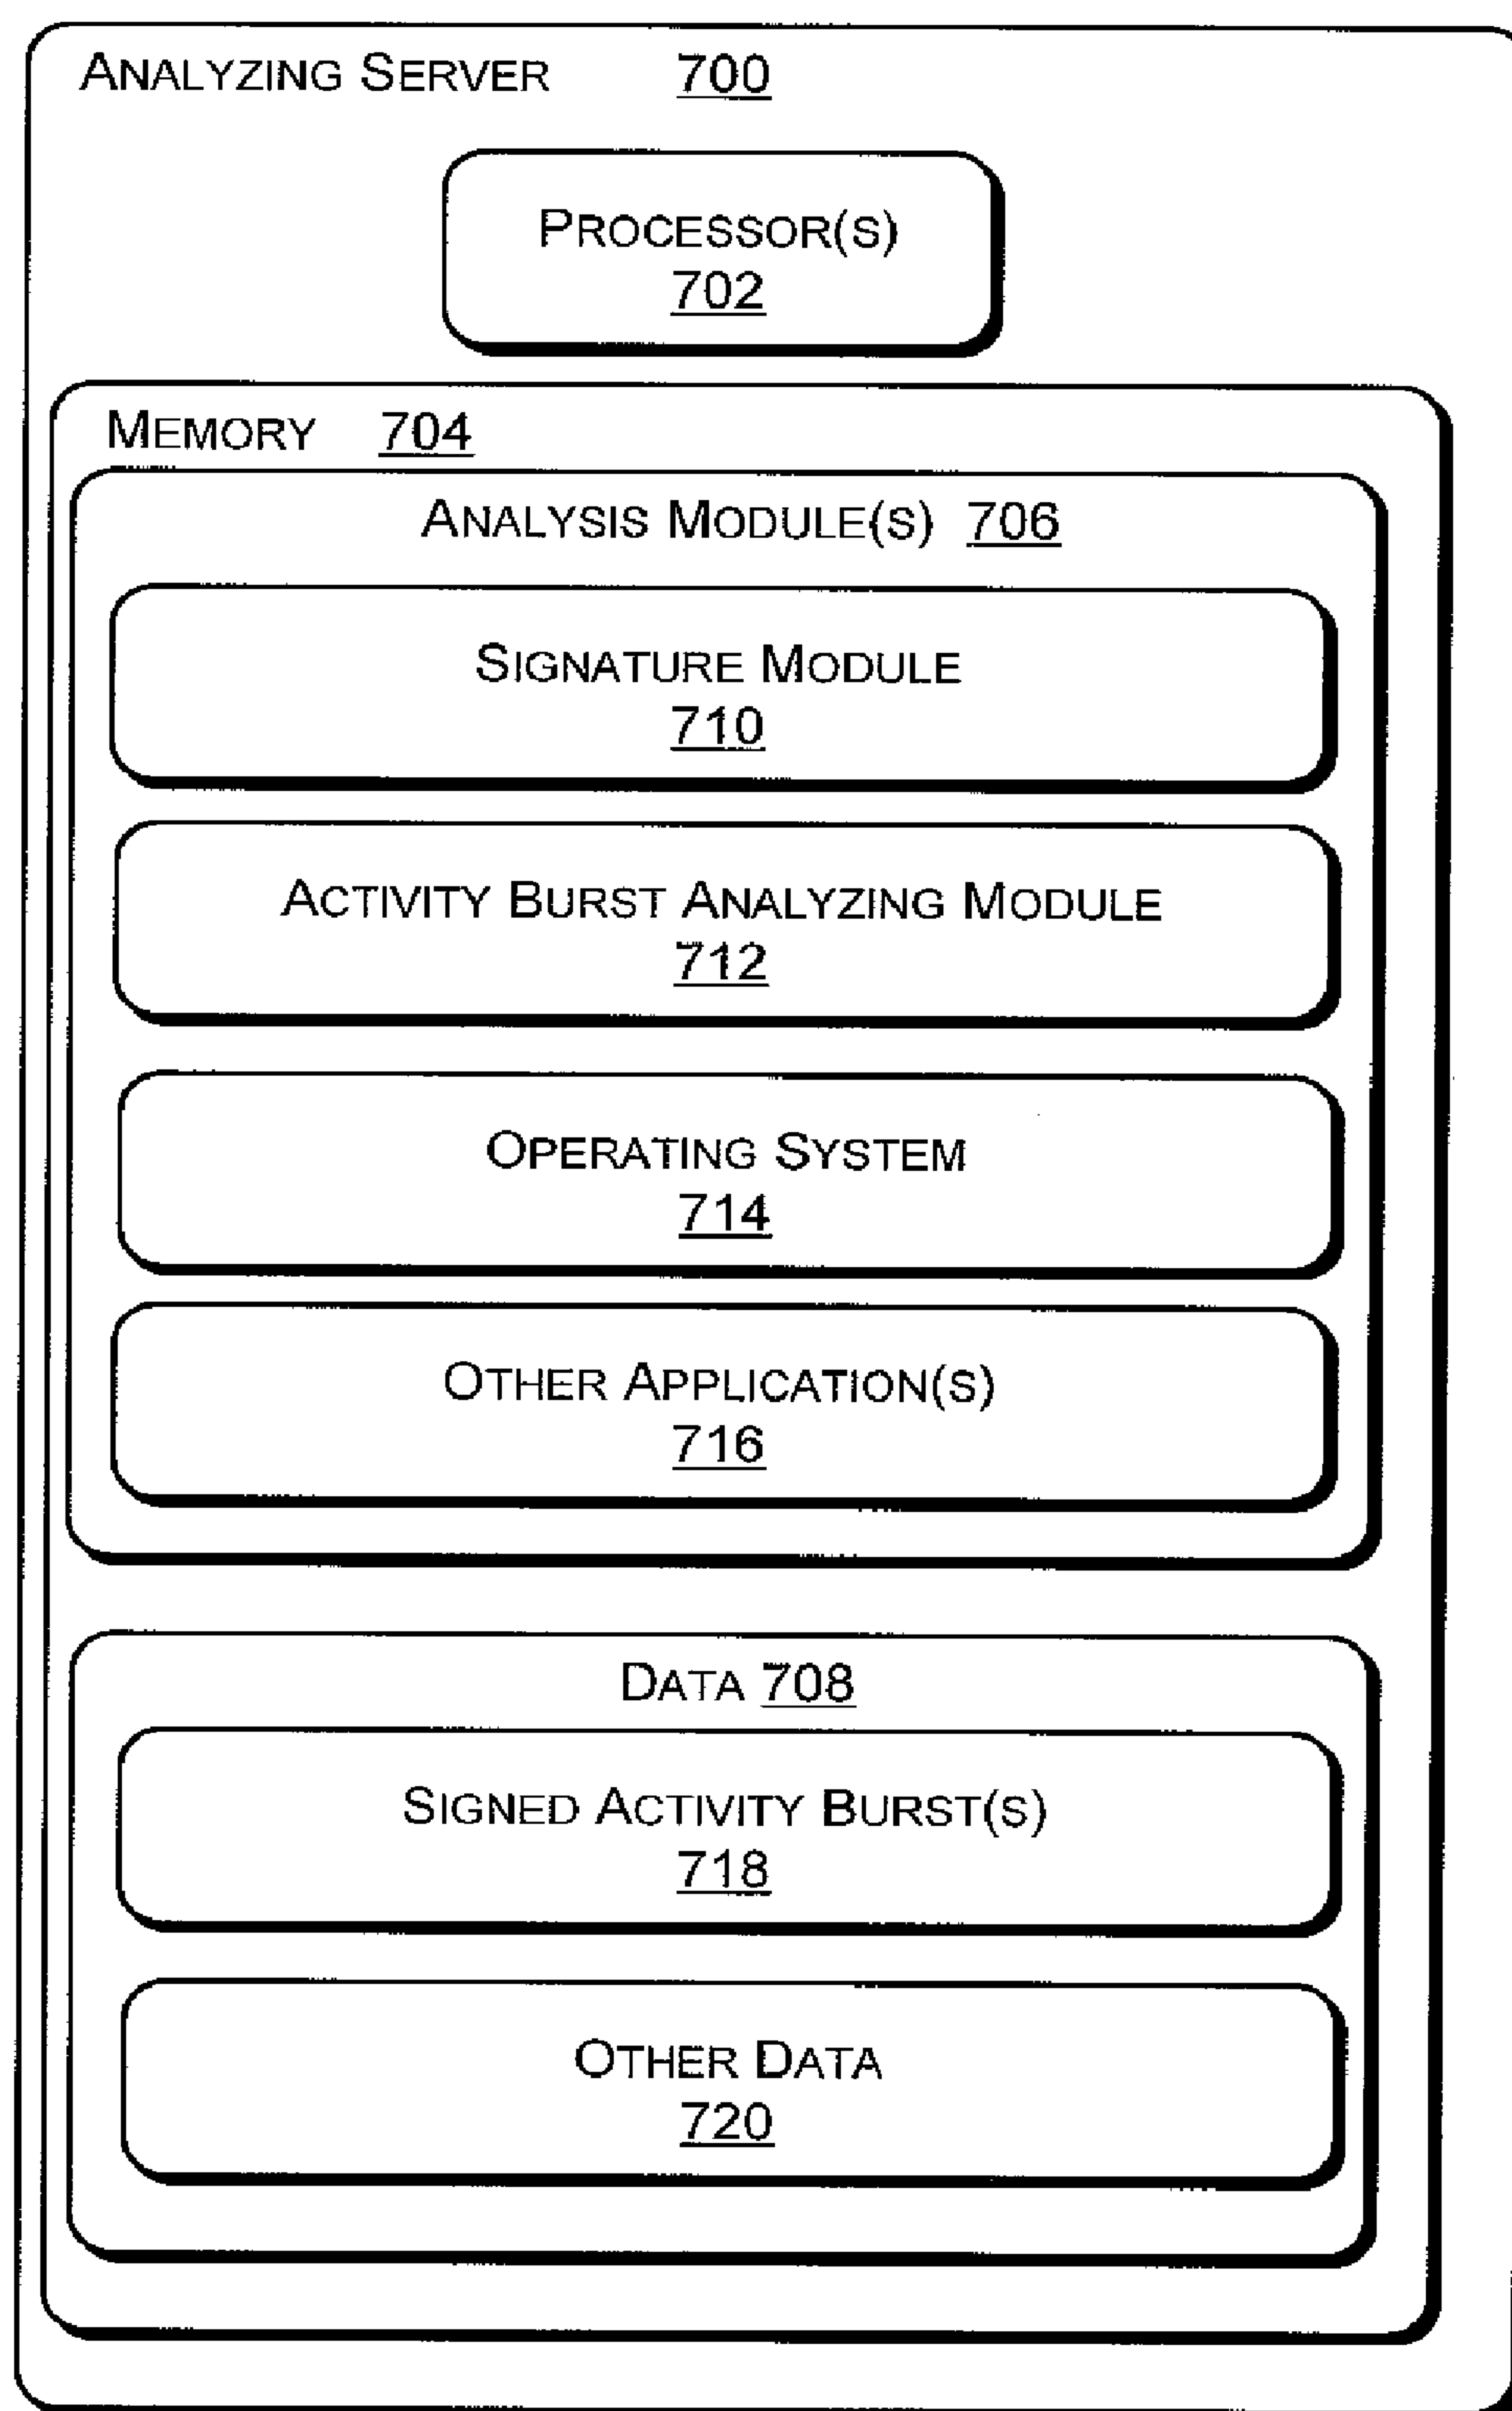 ANALYZING SERVER 700
PROCESSOR(S)
702
MEMORY 704
ANALYSIS MODULE(S) 706
SIGNATURE MODULE
710
ACTIVITY BURST ANALYZING MODULE
712
OPERATING SYSTEM
714
OTHER APPLICATION(S)
716
DATA 708
SIGNED ACTIVITY BURST(S)
718
OTHER DATA
720